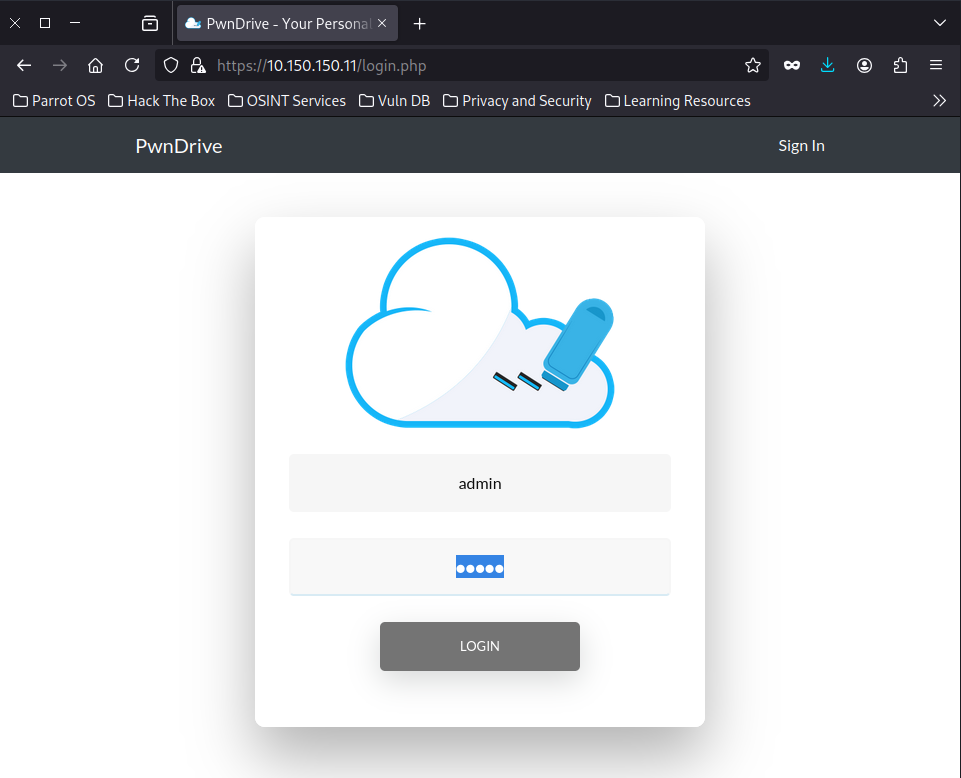 PwnDrive - Your Persona
https://10.150.150.11/login.php
Parrot OS Hack The Box OSINT Services Vuln DB Privacy and Security Learning Resources
PwnDrive Sign In
admin
•••••
LOGIN